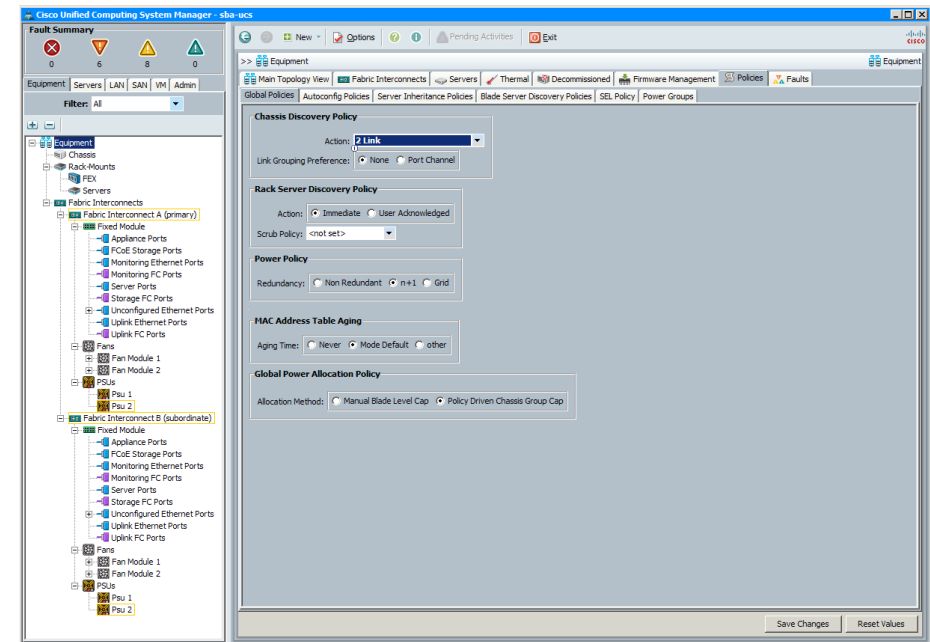 Cisco Unified Computing System Manager - sba-ucs
Fault Summary
0 6 8 0
Equipment Servers LAN SAN VM Admin
Filter: All
Equipment
Chassis
Rack-Mounts
FEX
Servers
Fabric Interconnects
Fabric Interconnect A (primary)
Fixed Module
Appliance Ports
FCoE Storage Ports
Monitoring Ethernet Ports
Monitoring FC Ports
Server Ports
Storage FC Ports
Unconfigured Ethernet Ports
Uplink Ethernet Ports
Uplink FC Ports
Fans
Fan Module 1
Fan Module 2
PSUs
Psu 1
Psu 2
Fabric Interconnect B (subordinate)
Fixed Module
Appliance Ports
FCoE Storage Ports
Monitoring Ethernet Ports
Monitoring FC Ports
Server Ports
Storage FC Ports
Unconfigured Ethernet Ports
Uplink Ethernet Ports
Uplink FC Ports
Fans
Fan Module 1
Fan Module 2
PSUs
Psu 1
Psu 2
New Options Pending Activities Exit
CISCO
>> Equipment Equipment
Main Topology View Fabric Interconnects Servers Thermal Decommissioned Firmware Management Policies Faults
Global Policies Autoconfig Policies Server Inheritance Policies Blade Server Discovery Policies SEL Policy Power Groups
Chassis Discovery Policy
Action: 2 Link
Link Grouping Preference: None Port Channel
Rack Server Discovery Policy
Action: Immediate User Acknowledged
Scrub Policy: <not set>
Power Policy
Redundancy: Non Redundant n+1 Grid
MAC Address Table Aging
Aging Time: Never Mode Default other
Global Power Allocation Policy
Allocation Method: Manual Blade Level Cap Policy Driven Chassis Group Cap
Save Changes Reset Values